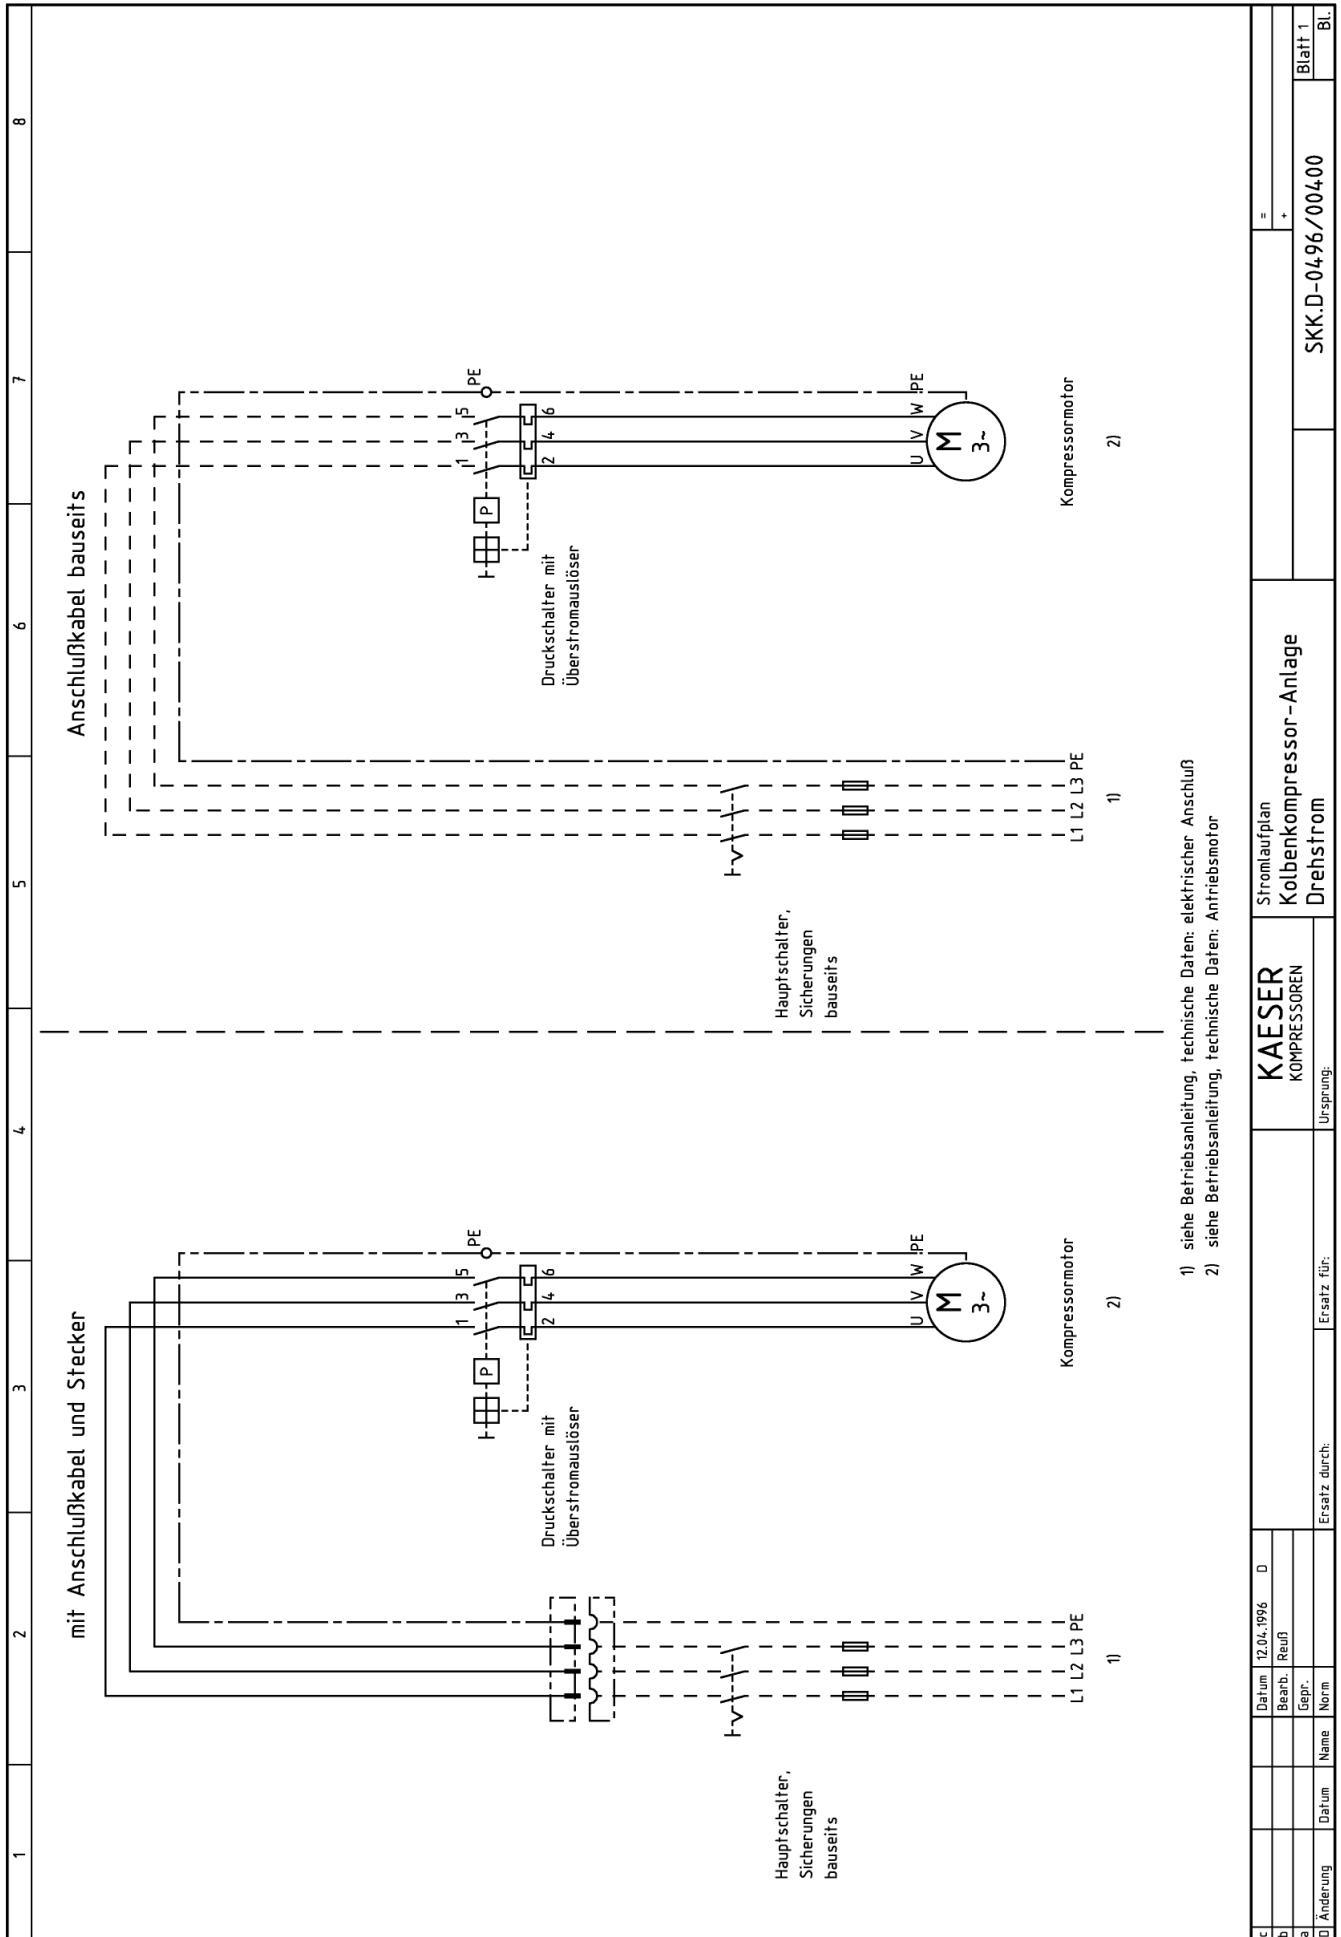 1
2
3
4
5
6
7
8
mit Anschlußkabel und Stecker
1 3 5 PE
P
2 4 6
Druckschalter mit
Überstromauslöser
U V W PE
M
3~
Kompressormotor
2)
Hauptschalter,
Sicherungen
bauseits
L1 L2 L3 PE
1)
Anschlußkabel bauseits
1 3 5 PE
P
2 4 6
Druckschalter mit
Überstromauslöser
U V W PE
M
3~
Kompressormotor
2)
Hauptschalter,
Sicherungen
bauseits
L1 L2 L3 PE
1)
1) siehe Betriebsanleitung, technische Daten: elektrischer Anschluß
2) siehe Betriebsanleitung, technische Daten: Antriebsmotor
c
b
a
Änderung
Datum
Name
Datum 12.04.1996 D
Bearb. Reuß
Gepr.
Norm
Ersatz durch:
Ersatz für:
Ursprung:
KAESER
KOMPRESSOREN
Stromlaufplan
Kolbenkompressor-Anlage
Drehstrom
=
+
SKK.D-0496/00400
Blatt 1
Bl.